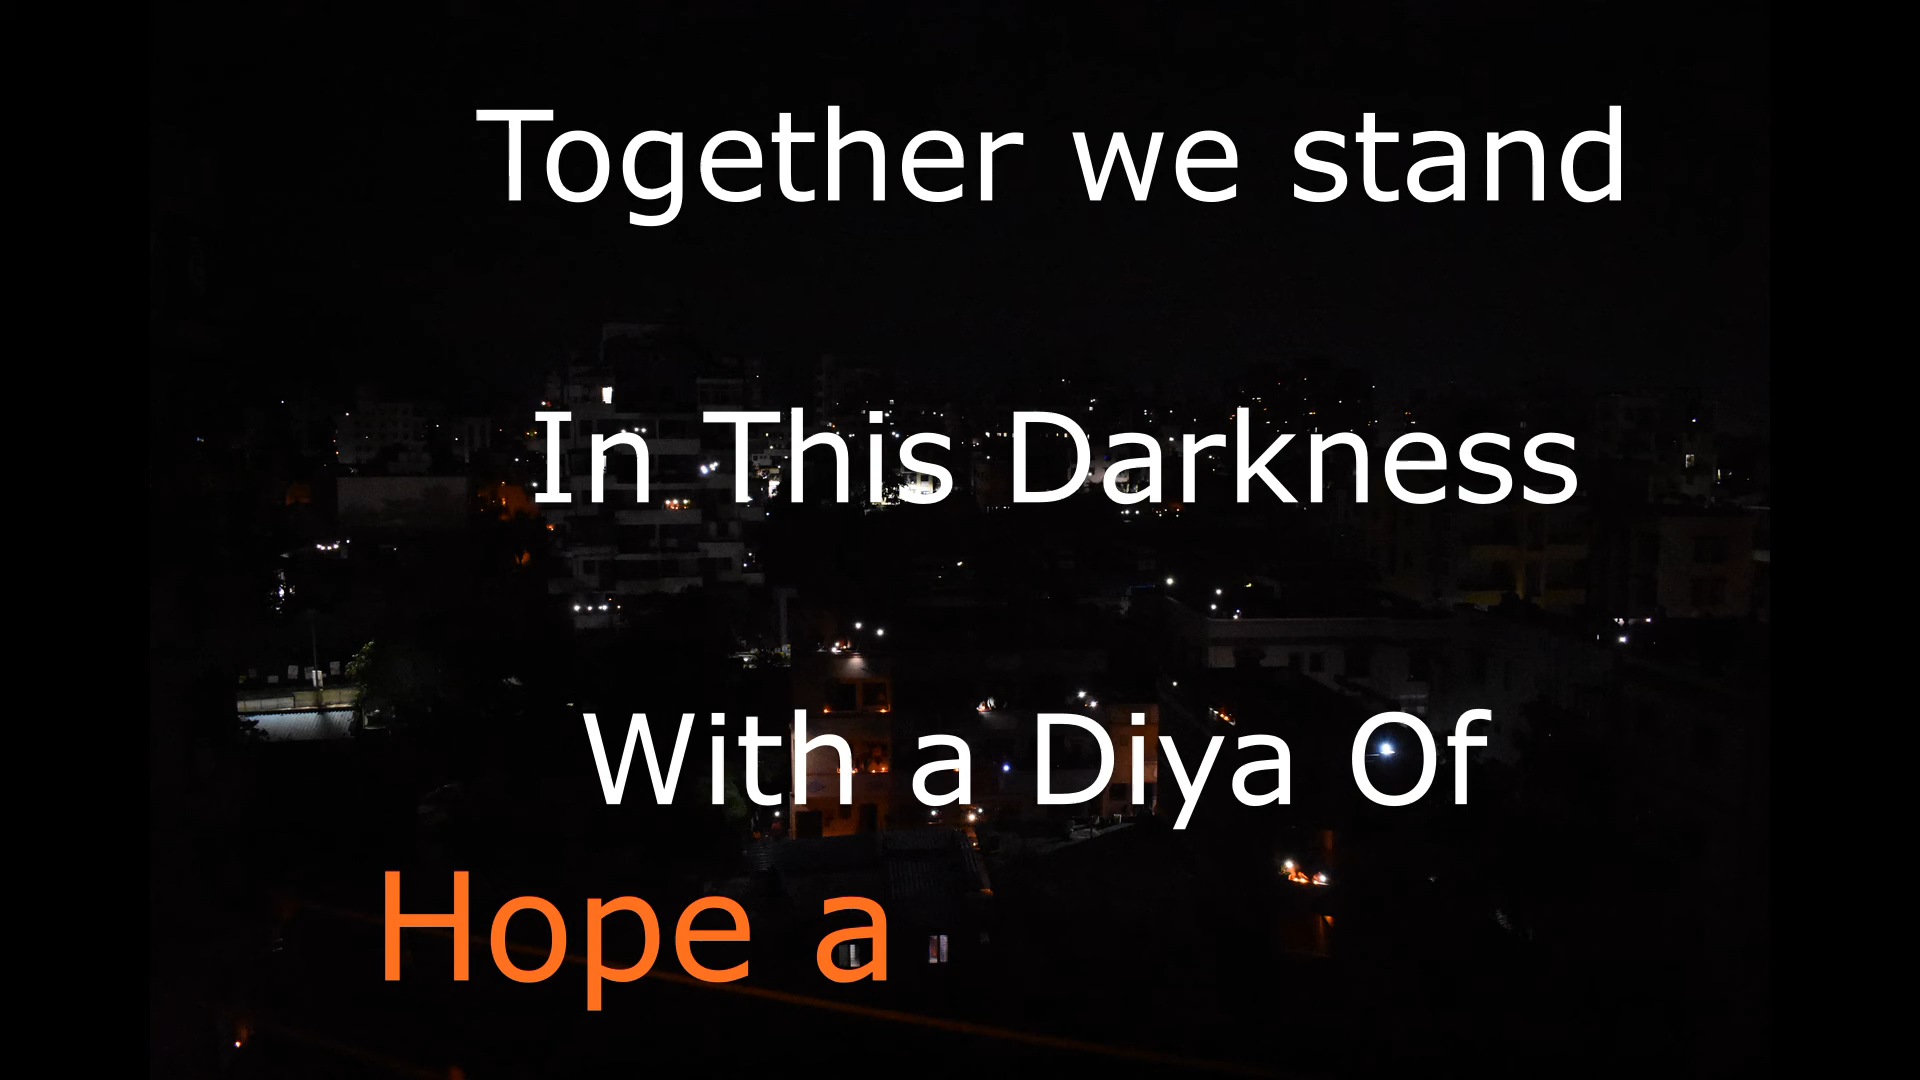 Together we stand
In This Darkness
With a Diya Of
Hope a